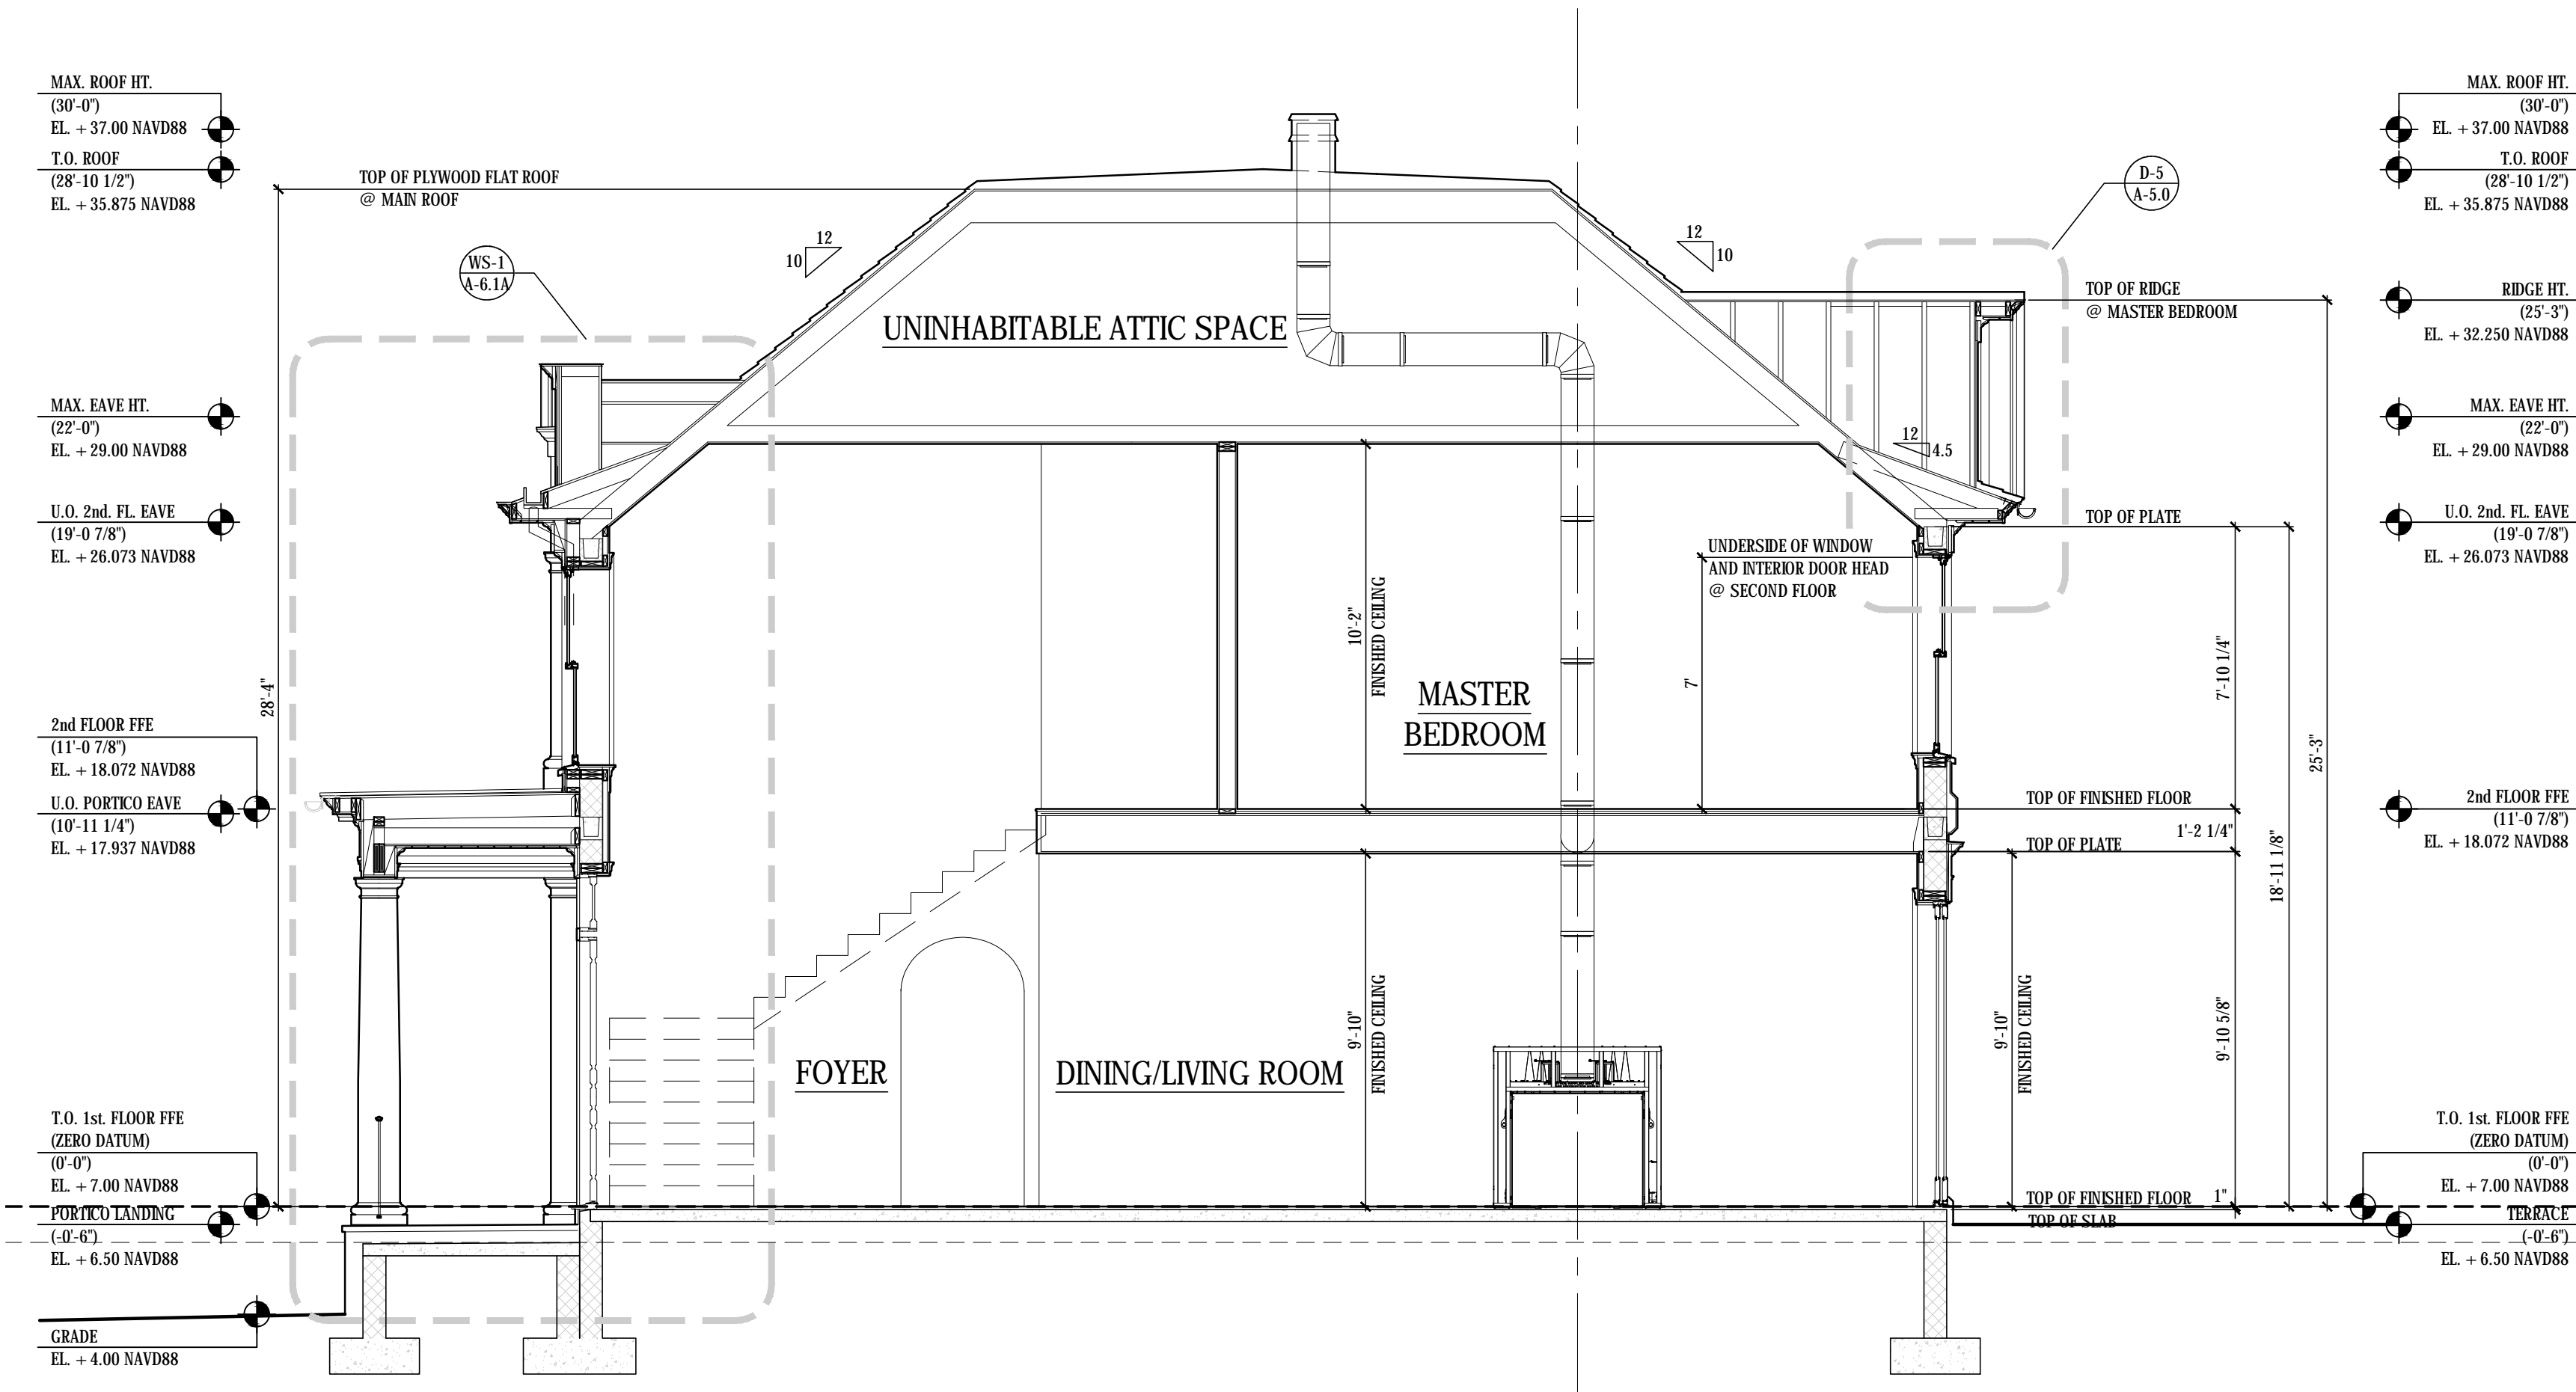 MAX. ROOF HT.
(30'-0")
EL. + 37.00 NAVD88
T.O. ROOF
(28'-10 1/2")
EL. + 35.875 NAVD88
MAX. EAVE HT.
(22'-0")
EL. + 29.00 NAVD88
U.O. 2nd. FL. EAVE
(19'-0 7/8")
EL. + 26.073 NAVD88
2nd FLOOR FFE
(11'-0 7/8")
EL. + 18.072 NAVD88
U.O. PORTICO EAVE
(10'-11 1/4")
EL. + 17.937 NAVD88
T.O. 1st. FLOOR FFE
(ZERO DATUM)
(0'-0")
EL. + 7.00 NAVD88
PORTICO LANDING
(-0'-6")
EL. + 6.50 NAVD88
GRADE
EL. + 4.00 NAVD88
28'-4"
TOP OF PLYWOOD FLAT ROOF
@ MAIN ROOF
WS-1
A-6.1A
12
10
12
10
UNINHABITABLE ATTIC SPACE
D-5
A-5.0
TOP OF RIDGE
@ MASTER BEDROOM
12
4.5
TOP OF PLATE
UNDERSIDE OF WINDOW
AND INTERIOR DOOR HEAD
@ SECOND FLOOR
10'-2"
FINISHED CEILING
MASTER
BEDROOM
7'
7'-10 1/4"
25'-3"
TOP OF FINISHED FLOOR
1'-2 1/4"
TOP OF PLATE
18'-11 1/8"
FOYER
DINING/LIVING ROOM
9'-10"
FINISHED CEILING
9'-10"
FINISHED CEILING
9'-10 5/8"
TOP OF FINISHED FLOOR
1"
TOP OF SLAB
MAX. ROOF HT.
(30'-0")
EL. + 37.00 NAVD88
T.O. ROOF
(28'-10 1/2")
EL. + 35.875 NAVD88
RIDGE HT.
(25'-3")
EL. + 32.250 NAVD88
MAX. EAVE HT.
(22'-0")
EL. + 29.00 NAVD88
U.O. 2nd. FL. EAVE
(19'-0 7/8")
EL. + 26.073 NAVD88
2nd FLOOR FFE
(11'-0 7/8")
EL. + 18.072 NAVD88
T.O. 1st. FLOOR FFE
(ZERO DATUM)
(0'-0")
EL. + 7.00 NAVD88
TERRACE
(-0'-6")
EL. + 6.50 NAVD88